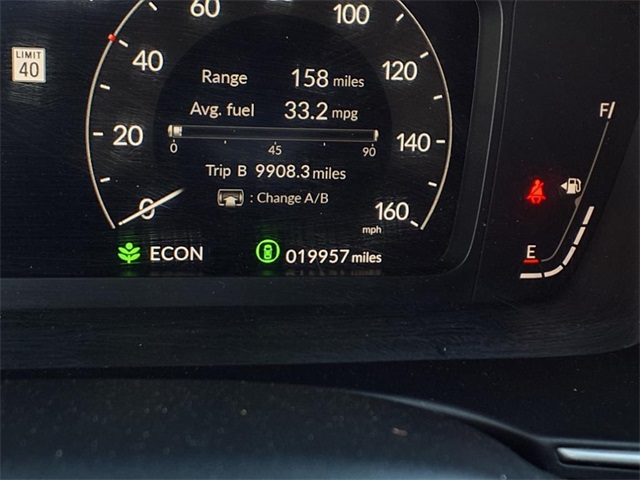 60 100
LIMIT
40
40 120
Range 158 miles
Avg. fuel 33.2 mpg
0 45 90
20 140
Trip B 9908.3 miles
: Change A/B
0 160
mph
ECON 019957 miles
F
E